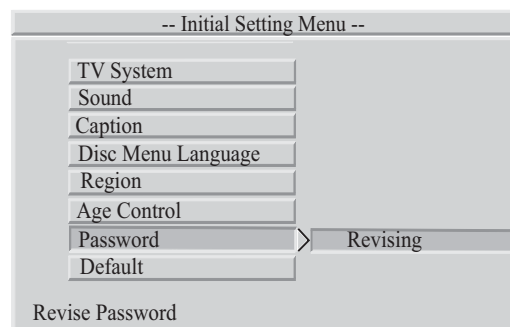 -- Initial Setting Menu --
TV System
Sound
Caption
Disc Menu Language
Region
Age Control
Password
Revising
Default
Revise Password